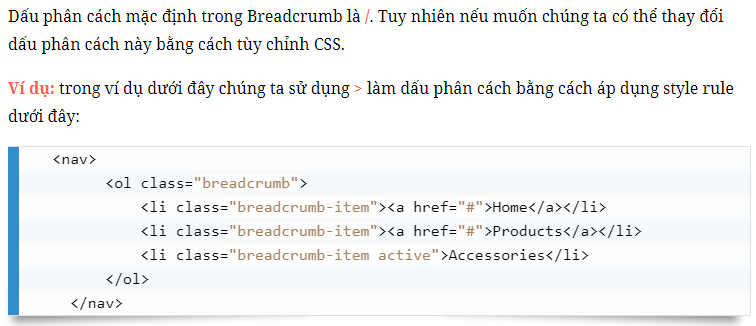 Dấu phân cách mặc định trong Breadcrumb là /. Tuy nhiên nếu muốn chúng ta có thể thay đổi
dấu phân cách này bằng cách tùy chỉnh CSS.
Ví dụ: trong ví dụ dưới đây chúng ta sử dụng > làm dấu phân cách bằng cách áp dụng style rule
dưới đây:
<nav>
<ol class="breadcrumb">
<li class="breadcrumb-item"><a href="#">Home</a></li>
<li class="breadcrumb-item"><a href="#">Products</a></li>
<li class="breadcrumb-item active">Accessories</li>
</ol>
</nav>